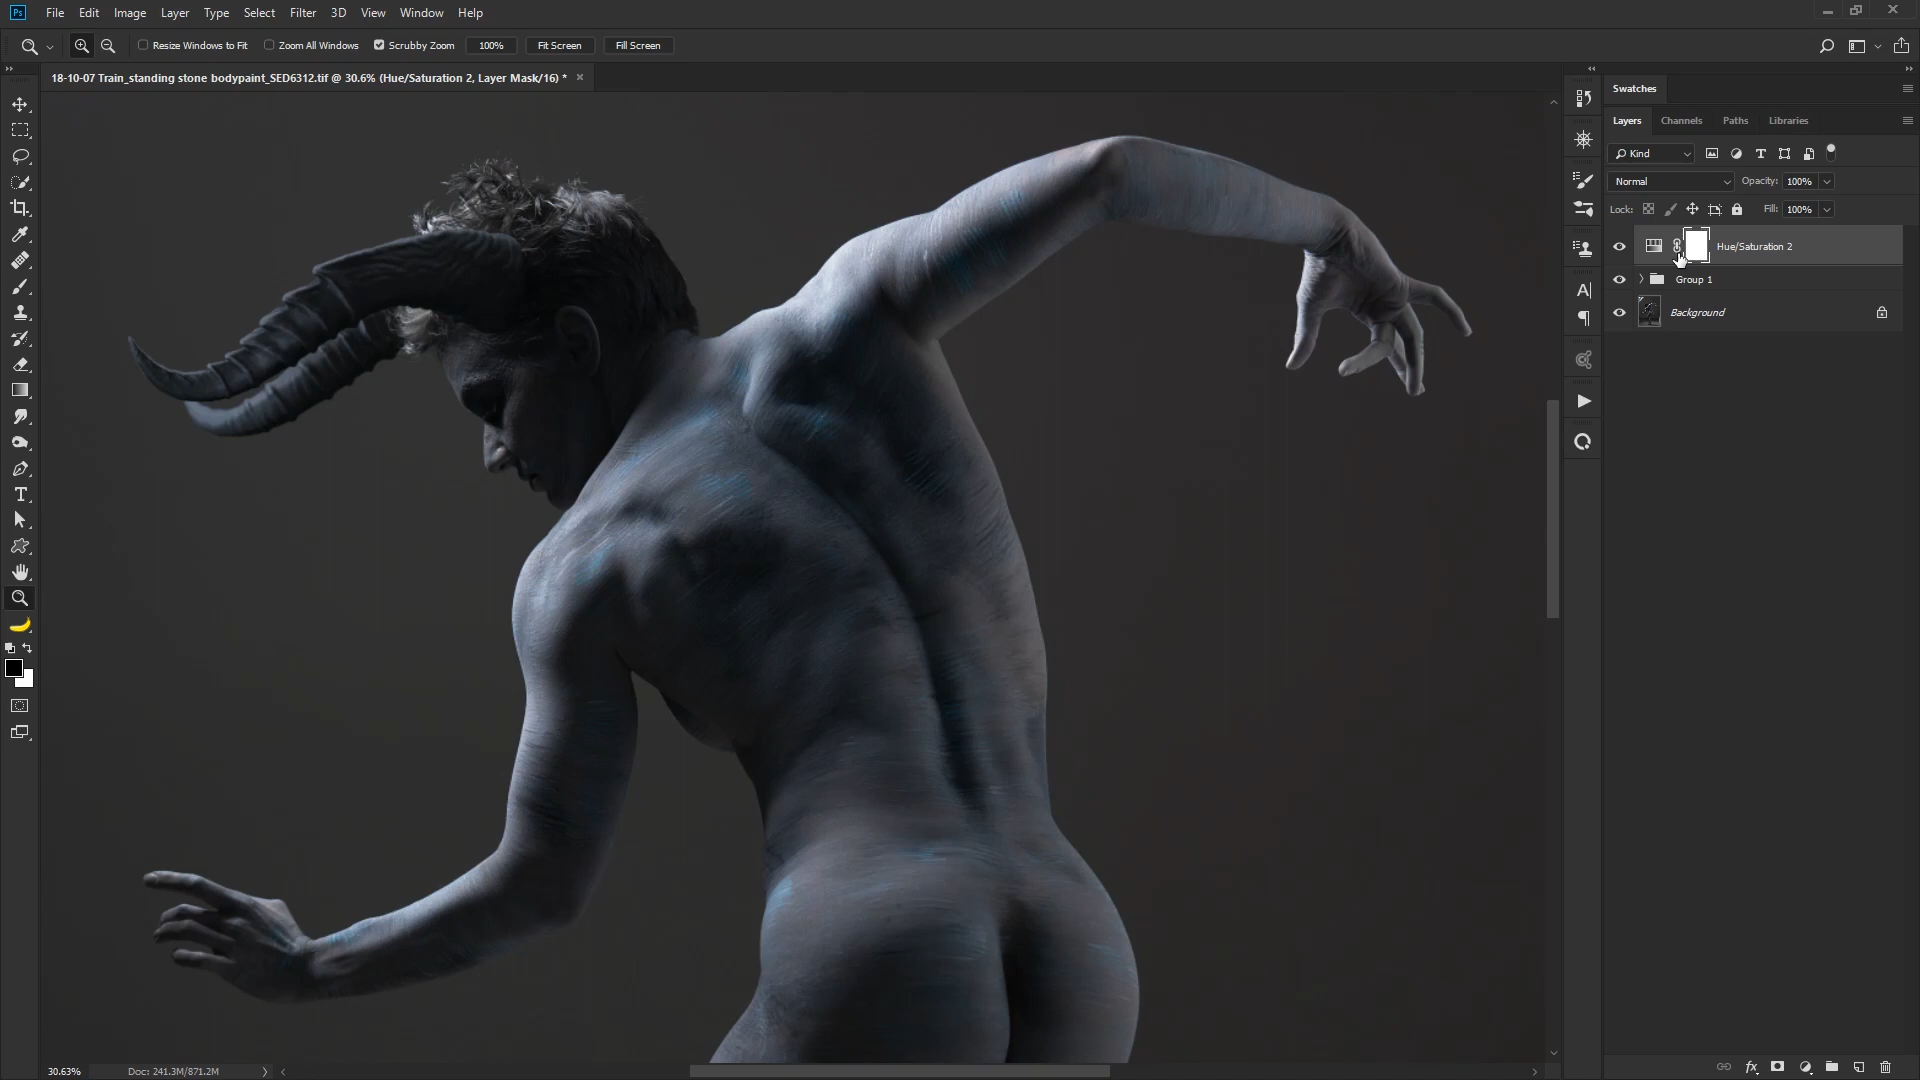 Ps File Edit Image Layer Type Select Filter 3D View Window Help
Resize Windows to Fit Zoom All Windows Scrubby Zoom 100% Fit Screen Fill Screen
18-10-07 Train_standing stone bodypaint_SED6312.tif @ 30.6% (Hue/Saturation 2, Layer Mask/16) *
Swatches
Layers Channels Paths Libraries
Kind
Normal Opacity: 100%
Lock: Fill: 100%
Hue/Saturation 2
Group 1
Background
30.63% Doc: 241.3M/871.2M